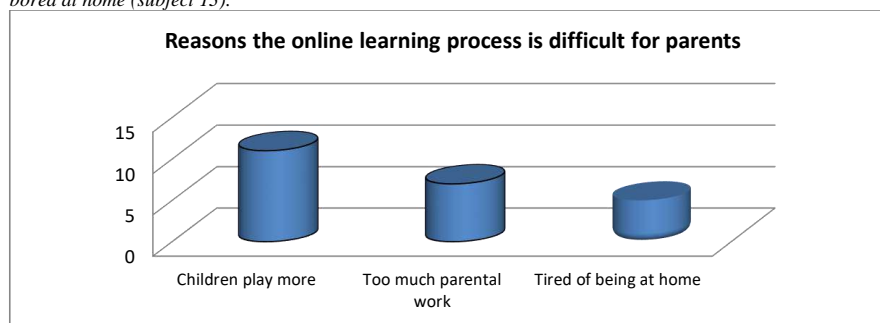 bored at home (subject 15).
Reasons the online learning process is difficult for parents
15
10
5
0
Children play more
Too much parental
work
Tired of being at home